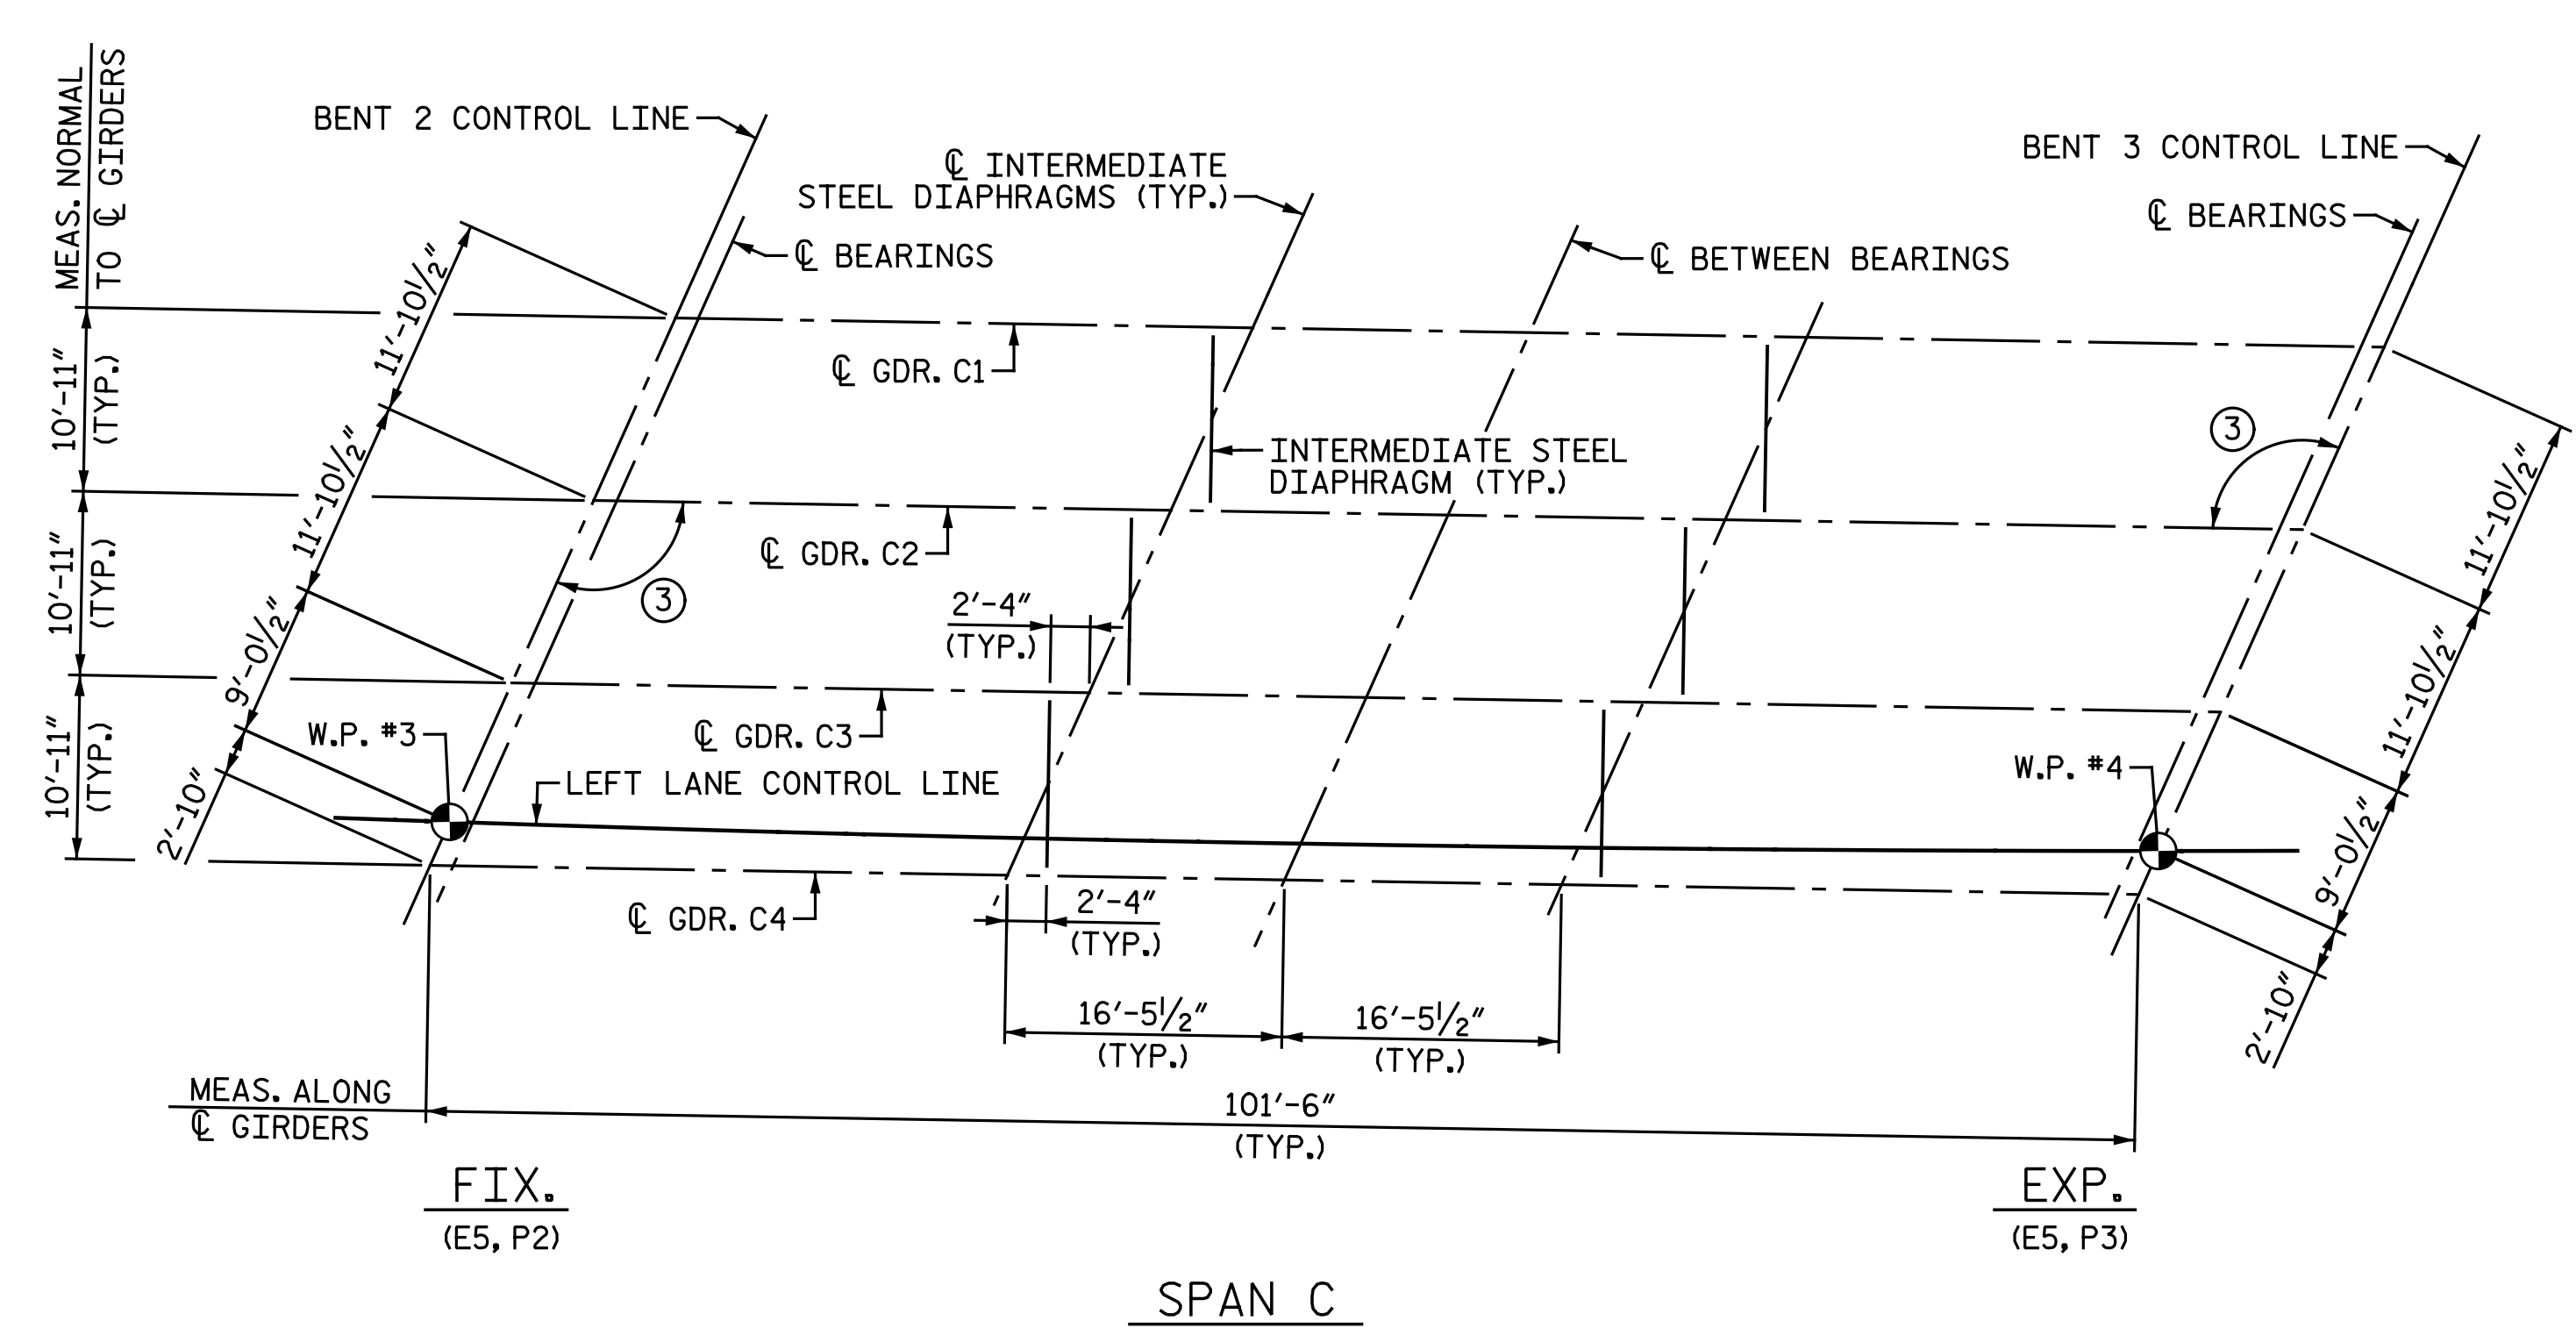 MEAS. NORMAL
TO ℄ GIRDERS
BENT 2 CONTROL LINE
℄ INTERMEDIATE
STEEL DIAPHRAGMS (TYP.)
℄ BEARINGS
℄ BETWEEN BEARINGS
BENT 3 CONTROL LINE
℄ BEARINGS
11'-10½"
11'-10½"
9'-0½"
2'-10"
10'-11"
(TYP.)
10'-11"
(TYP.)
10'-11"
(TYP.)
℄ GDR. C1
INTERMEDIATE STEEL
DIAPHRAGM (TYP.)
3
℄ GDR. C2
3
2'-4"
(TYP.)
℄ GDR. C3
W.P. #3
LEFT LANE CONTROL LINE
W.P. #4
℄ GDR. C4
2'-4"
(TYP.)
11'-10½"
11'-10½"
9'-0½"
2'-10"
16'-5½"
(TYP.)
16'-5½"
(TYP.)
MEAS. ALONG
℄ GIRDERS
101'-6"
(TYP.)
FIX.
(E5, P2)
EXP.
(E5, P3)
SPAN C